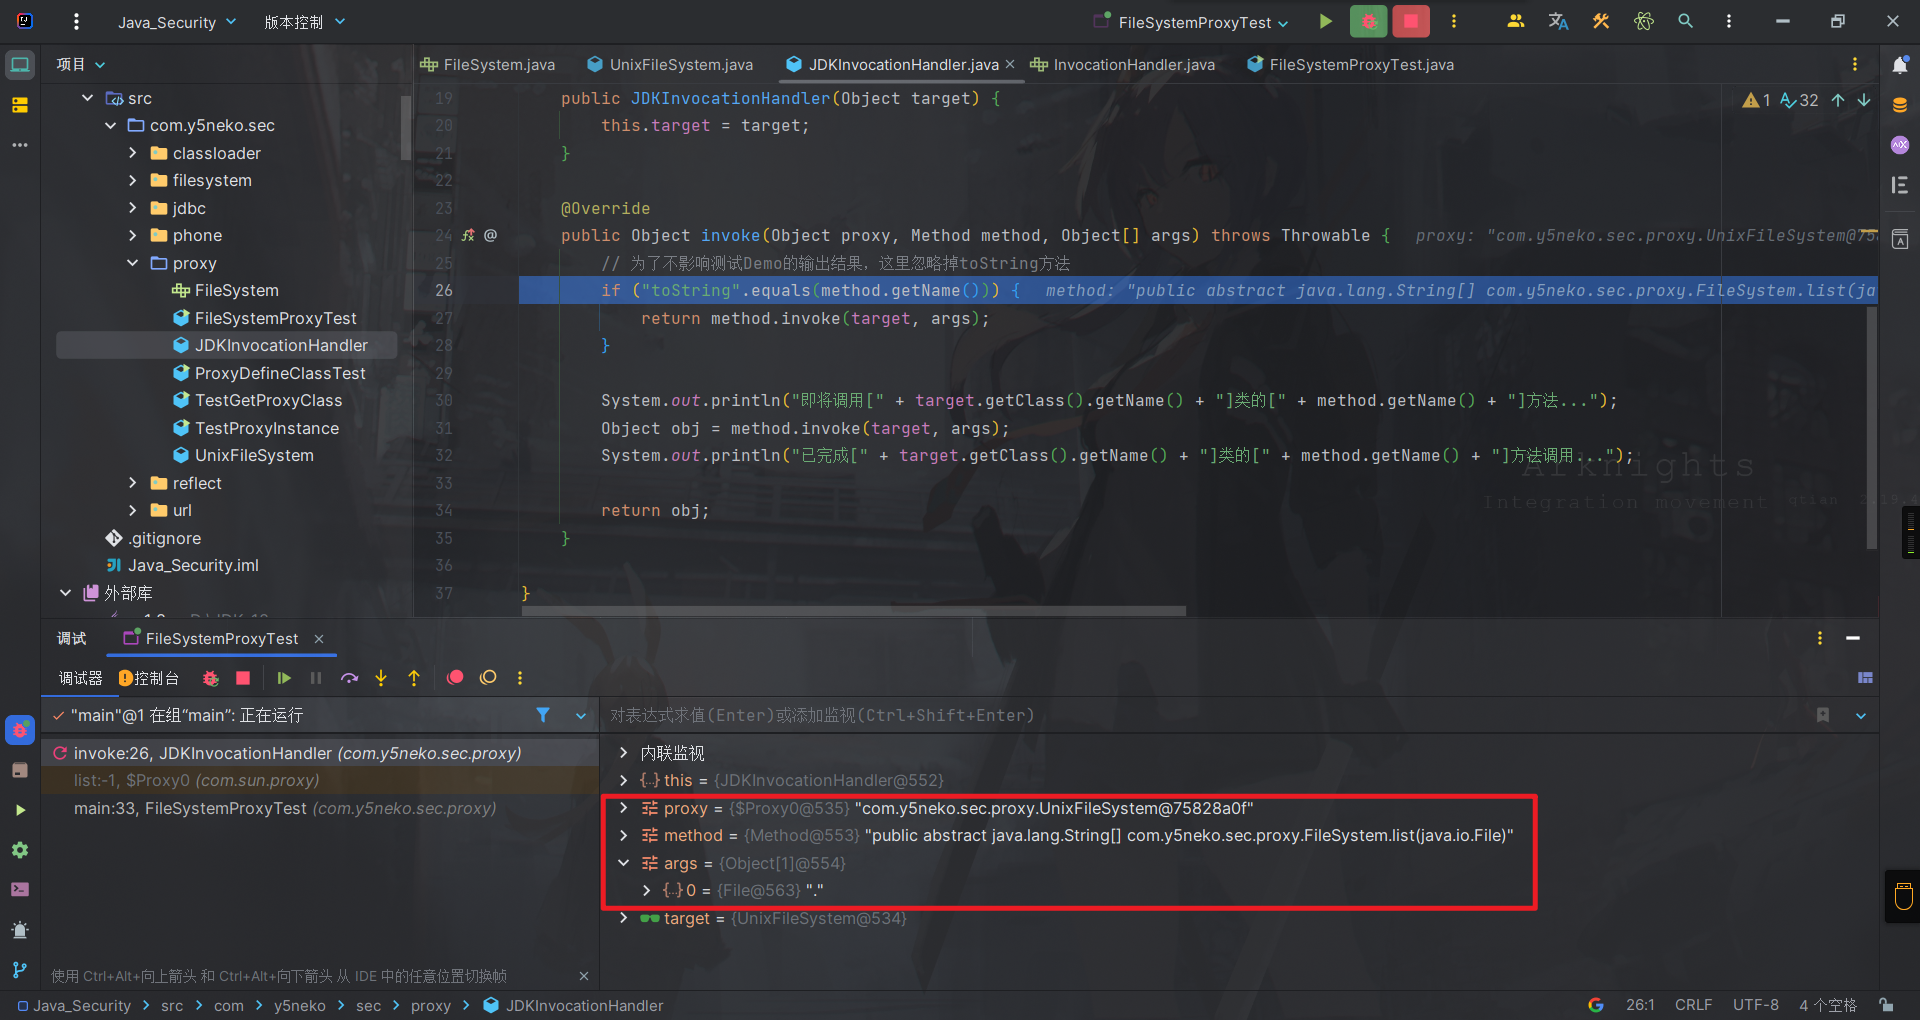 Java_Security 版本控制 FileSystemProxyTest
项目
FileSystem.java UnixFileSystem.java JDKInvocationHandler.java InvocationHandler.java FileSystemProxyTest.java
src
com.y5neko.sec
classloader
filesystem
jdbc
phone
proxy
FileSystem
FileSystemProxyTest
JDKInvocationHandler
ProxyDefineClassTest
TestGetProxyClass
TestProxyInstance
UnixFileSystem
reflect
url
.gitignore
Java_Security.iml
外部库
1 32
19 public JDKInvocationHandler(Object target) {
20 this.target = target;
21 }
22
23 @Override
24 @ public Object invoke(Object proxy, Method method, Object[] args) throws Throwable { proxy: "com.y5neko.sec.proxy.UnixFileSystem@758
25 // 为了不影响测试Demo的输出结果，这里忽略掉toString方法
26 if ("toString".equals(method.getName())) { method: "public abstract java.lang.String[] com.y5neko.sec.proxy.FileSystem.list(ja
27 return method.invoke(target, args);
28 }
29
30 System.out.println("即将调用[" + target.getClass().getName() + "]类的[" + method.getName() + "]方法...");
31 Object obj = method.invoke(target, args);
32 System.out.println("已完成[" + target.getClass().getName() + "]类的[" + method.getName() + "]方法调用...");
33
34 return obj;
35 }
36
37 }
Arknights
Integration movement qtian
调试 FileSystemProxyTest
调试器 控制台
"main"@1 在组“main”: 正在运行
invoke:26, JDKInvocationHandler (com.y5neko.sec.proxy)
list:-1, $Proxy0 (com.sun.proxy)
main:33, FileSystemProxyTest (com.y5neko.sec.proxy)
使用 Ctrl+Alt+向上箭头 和 Ctrl+Alt+向下箭头 从 IDE 中的任意位置切换帧
对表达式求值(Enter)或添加监视(Ctrl+Shift+Enter)
内联监视
this = {JDKInvocationHandler@552}
proxy = {$Proxy0@535} "com.y5neko.sec.proxy.UnixFileSystem@75828a0f"
method = {Method@553} "public abstract java.lang.String[] com.y5neko.sec.proxy.FileSystem.list(java.io.File)"
args = {Object[1]@554}
0 = {File@563} "."
target = {UnixFileSystem@534}
Java_Security src com y5neko sec proxy JDKInvocationHandler 26:1 CRLF UTF-8 4 个空格